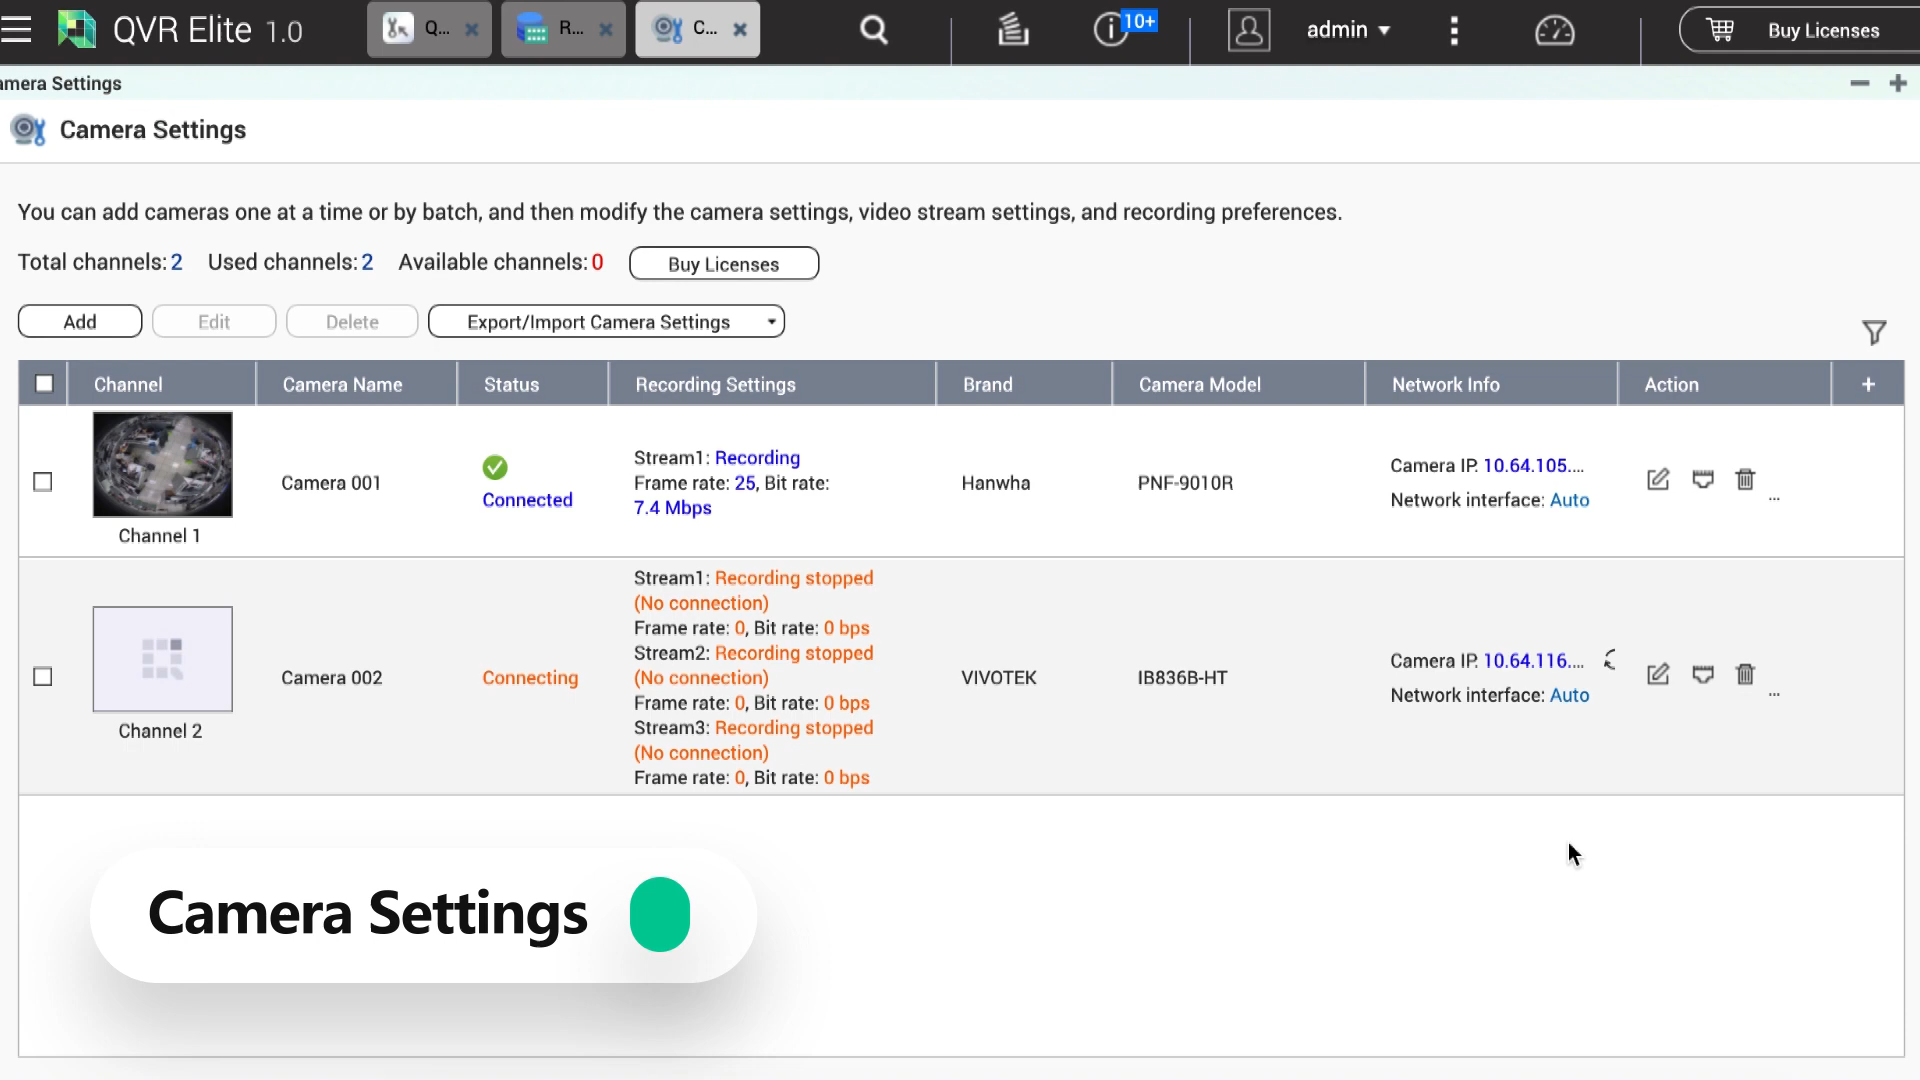 QVR Elite 1.0
Q...
R...
C...
10+
admin
Buy Licenses
amera Settings
Camera Settings
You can add cameras one at a time or by batch, and then modify the camera settings, video stream settings, and recording preferences.
Total channels: 2 Used channels: 2 Available channels: 0 Buy Licenses
Add Edit Delete Export/Import Camera Settings
Channel Camera Name Status Recording Settings Brand Camera Model Network Info Action +
Channel 1
Camera 001
Connected
Stream1: Recording
Frame rate: 25, Bit rate:
7.4 Mbps
Hanwha
PNF-9010R
Camera IP: 10.64.105....
Network interface: Auto
...
Channel 2
Camera 002
Connecting
Stream1: Recording stopped
(No connection)
Frame rate: 0, Bit rate: 0 bps
Stream2: Recording stopped
(No connection)
Frame rate: 0, Bit rate: 0 bps
Stream3: Recording stopped
(No connection)
Frame rate: 0, Bit rate: 0 bps
VIVOTEK
IB836B-HT
Camera IP: 10.64.116....
Network interface: Auto
...
Camera Settings